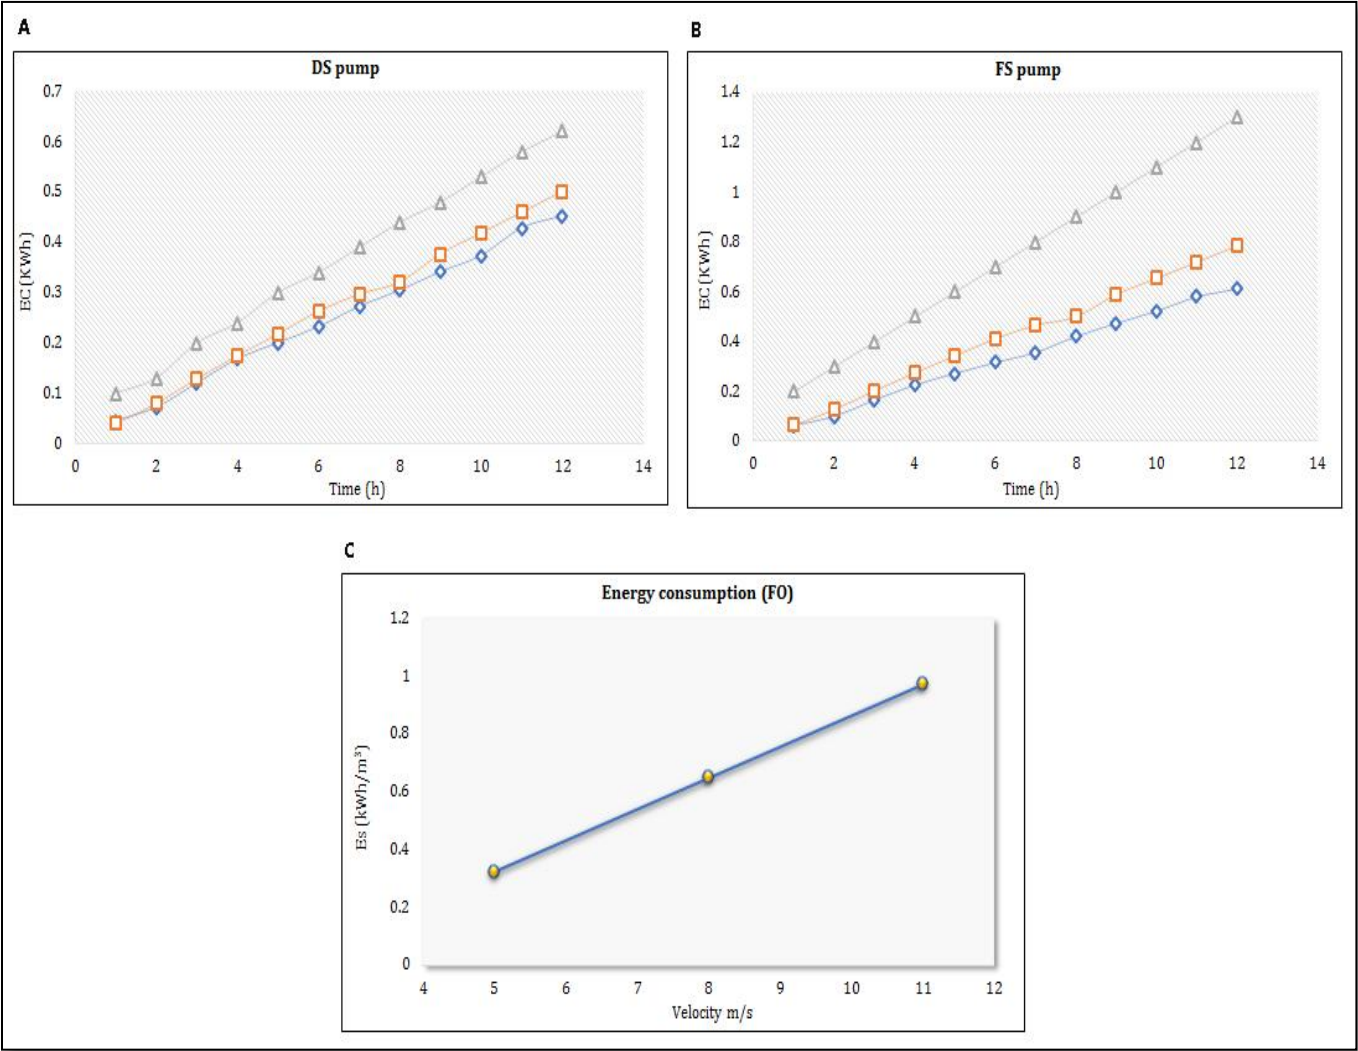 A
DS pump
0.7
0.6
0.5
0.4
0.3
0.2
0.1
0
EC (KWh)
0 2 4 6 8 10 12 14
Time (h)
B
FS pump
1.4
1.2
1
0.8
0.6
0.4
0.2
0
EC (KWh)
0 2 4 6 8 10 12 14
Time (h)
C
Energy consumption (FO)
1.2
1
0.8
0.6
0.4
0.2
0
Es (kWh/m³)
4 5 6 7 8 9 10 11 12
Velocity m/s